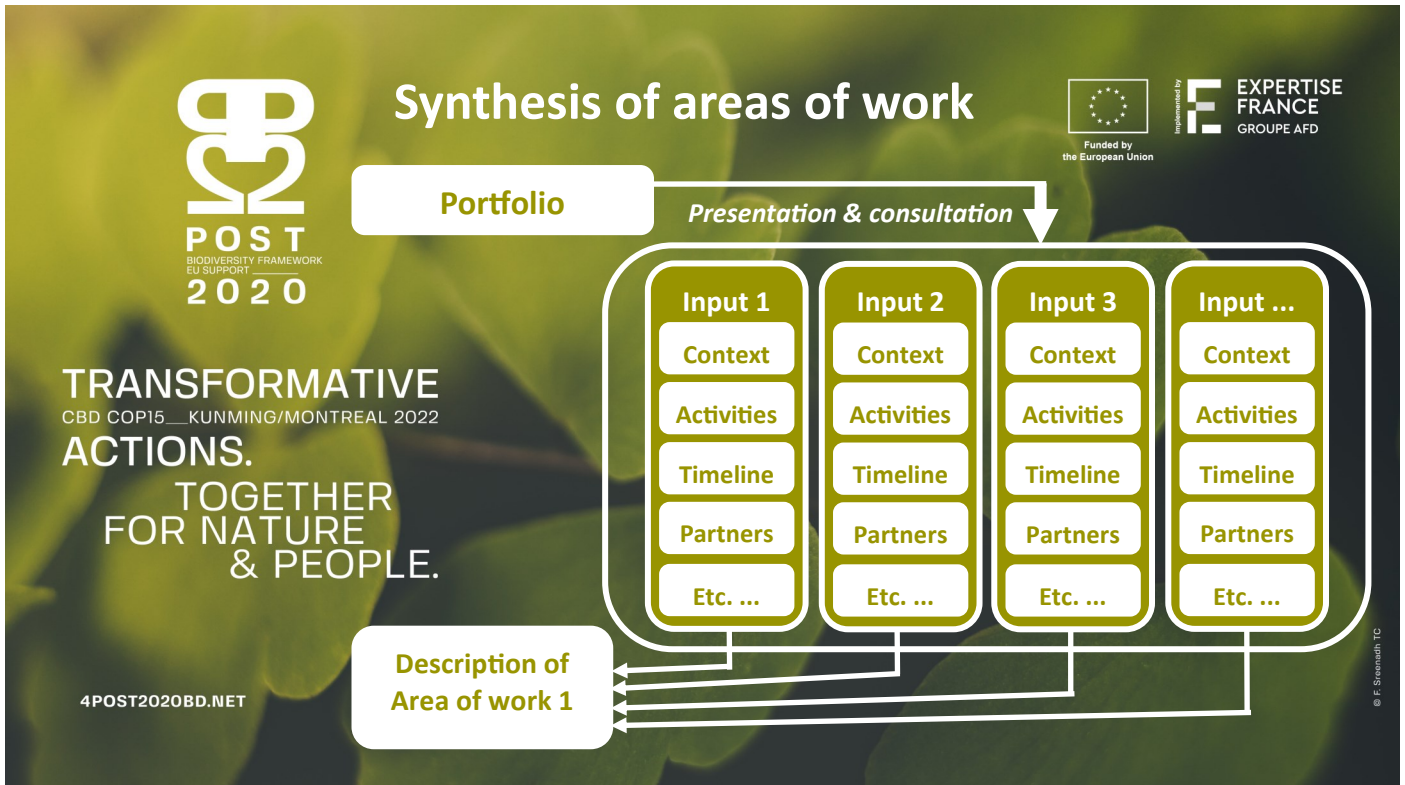 Synthesis of areas of work
POST
BIODIVERSITY FRAMEWORK
EU SUPPORT
2020
Funded by
the European Union
Implemented by
EXPERTISE
FRANCE
GROUPE AFD
Portfolio
Presentation & consultation
Input 1
Context
Activities
Timeline
Partners
Etc. ...
Input 2
Context
Activities
Timeline
Partners
Etc. ...
Input 3
Context
Activities
Timeline
Partners
Etc. ...
Input ...
Context
Activities
Timeline
Partners
Etc. ...
TRANSFORMATIVE
CBD COP15__KUNMING/MONTREAL 2022
ACTIONS.
TOGETHER
FOR NATURE
& PEOPLE.
Description of
Area of work 1
4POST2020BD.NET
© F. Sreenadh TC